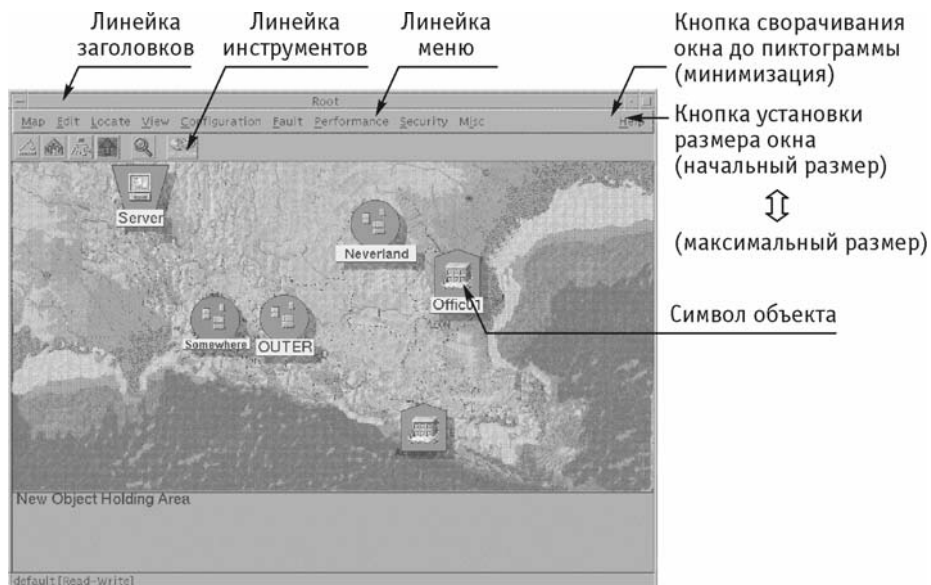 Линейка
заголовков
Линейка
инструментов
Линейка
меню
Кнопка сворачивания
окна до пиктограммы
(минимизация)
Кнопка установки
размера окна
(начальный размер)
(максимальный размер)
Символ объекта
Root
Map Edit Locate View Configuration Fault Performance Security Misc Help
Server
Neverland
Offic01
Somewhere
OUTER
New Object Holding Area
default [Read-Write]